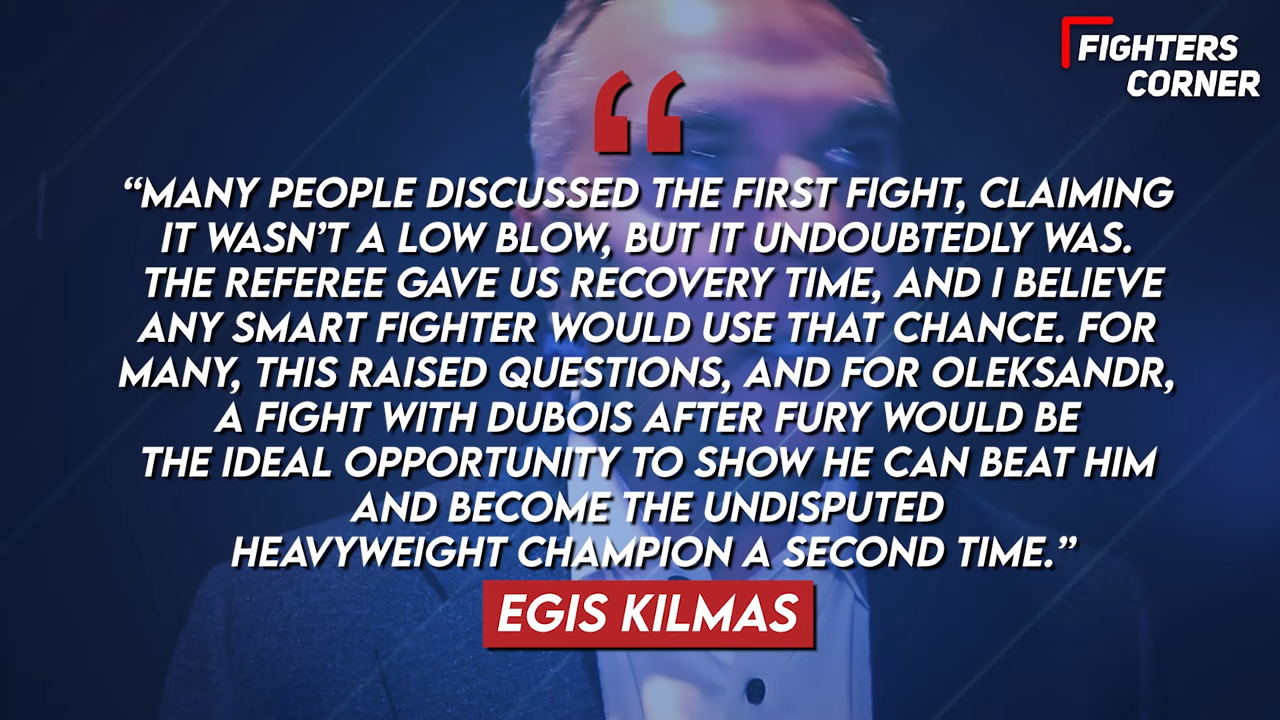 FIGHTERS
CORNER
“
“MANY PEOPLE DISCUSSED THE FIRST FIGHT, CLAIMING
IT WASN’T A LOW BLOW, BUT IT UNDOUBTEDLY WAS.
THE REFEREE GAVE US RECOVERY TIME, AND I BELIEVE
ANY SMART FIGHTER WOULD USE THAT CHANCE. FOR
MANY, THIS RAISED QUESTIONS, AND FOR OLEKSANDR,
A FIGHT WITH DUBOIS AFTER FURY WOULD BE
THE IDEAL OPPORTUNITY TO SHOW HE CAN BEAT HIM
AND BECOME THE UNDISPUTED
HEAVYWEIGHT CHAMPION A SECOND TIME.”
EGIS KILMAS